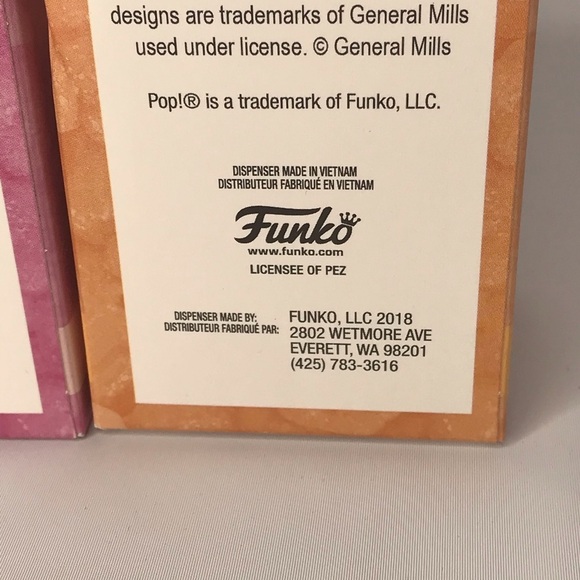 designs are trademarks of General Mills
used under license. © General Mills
Pop!® is a trademark of Funko, LLC.
DISPENSER MADE IN VIETNAM
DISTRIBUTEUR FABRIQUÉ EN VIETNAM
Funko
www.funko.com
LICENSEE OF PEZ
DISPENSER MADE BY: FUNKO, LLC 2018
DISTRIBUTEUR FABRIQUÉ PAR: 2802 WETMORE AVE
EVERETT, WA 98201
(425) 783-3616